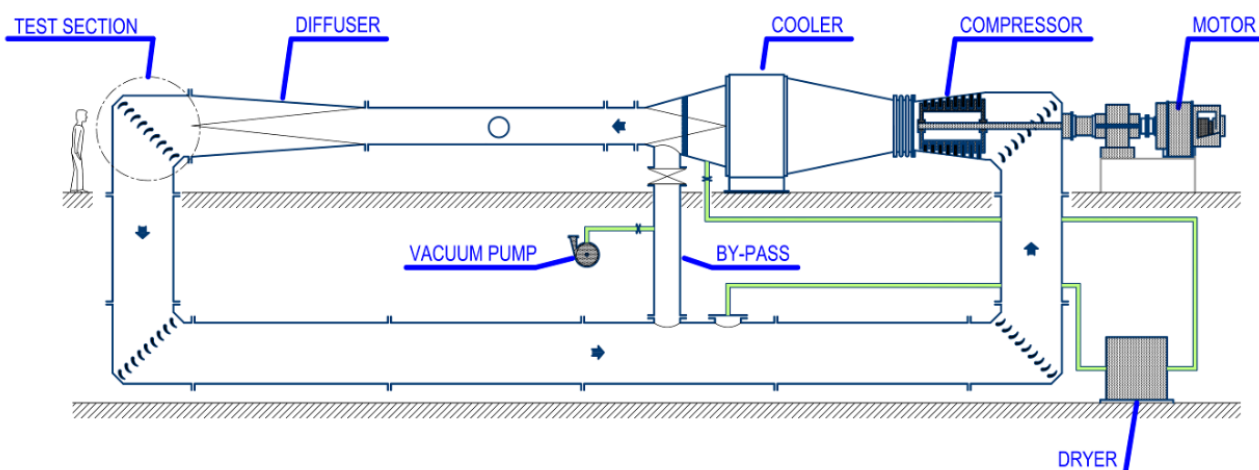 TEST SECTION
DIFFUSER
COOLER
COMPRESSOR
MOTOR
VACUUM PUMP
BY-PASS
DRYER